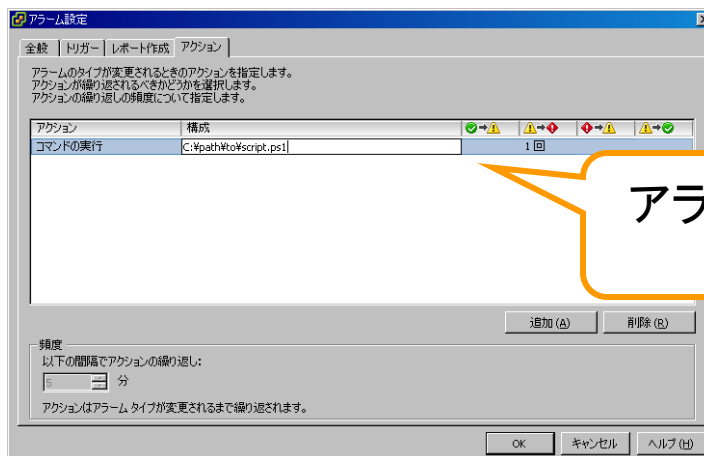 アラーム設定
全般 トリガー レポート作成 アクション
アラームのタイプが変更されるときのアクションを指定します。
アクションが繰り返されるべきかどうかを選択します。
アクションの繰り返しの頻度について指定します。
アクション 構成
コマンドの実行 C:¥path¥to¥script.ps1 1 回
アラ
追加(A) 削除(R)
頻度
以下の間隔でアクションの繰り返し:
5 分
アクションはアラーム タイプが変更されるまで繰り返されます。
OK キャンセル ヘルプ(H)